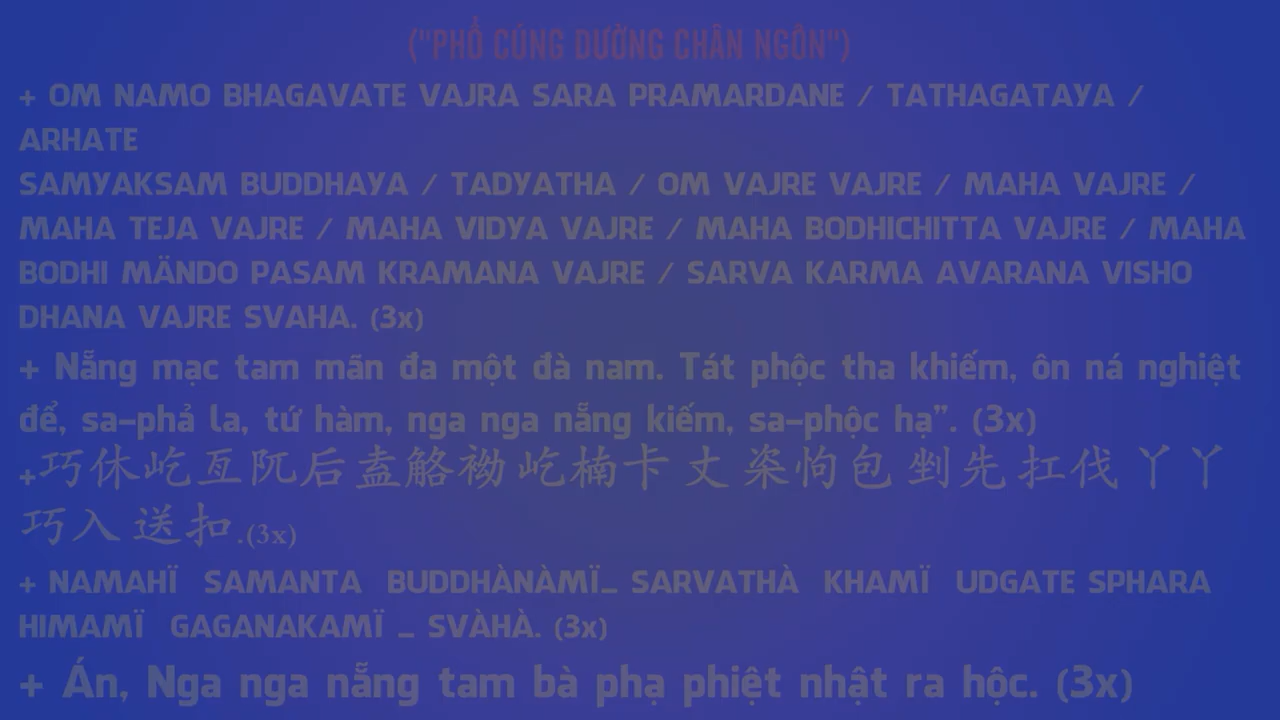 ("PHỔ CÚNG DƯỜNG CHÂN NGÔN")
+ OM NAMO BHAGAVATE VAJRA SARA PRAMARDANE / TATHAGATAYA /
ARHATE
SAMYAKSAM BUDDHAYA / TADYATHA / OM VAJRE VAJRE / MAHA VAJRE /
MAHA TEJA VAJRE / MAHA VIDYA VAJRE / MAHA BODHICHITTA VAJRE / MAHA
BODHI MÄNDO PASAM KRAMANA VAJRE / SARVA KARMA AVARANA VISHO
DHANA VAJRE SVAHA. (3x)
+ Nẵng mạc tam mãn đa một đà nam. Tát phộc tha khiếm, ôn ná nghiệt
để, sa-phả la, tứ hàm, nga nga nẵng kiếm, sa-phộc hạ”. (3x)
+巧休屹亙阢后盍觡袎屹楠卡 丈 粢怐包 剉先扛伐 丫丫
巧入送扣.(3x)
+ NAMAHÏ SAMANTA BUDDHÀNÀMÏ_ SARVATHÀ KHAMÏ UDGATE SPHARA
HIMAMÏ GAGANAKAMÏ _ SVÀHÀ. (3x)
+ Án, Nga nga nẵng tam bà phạ phiệt nhật ra hộc. (3x)